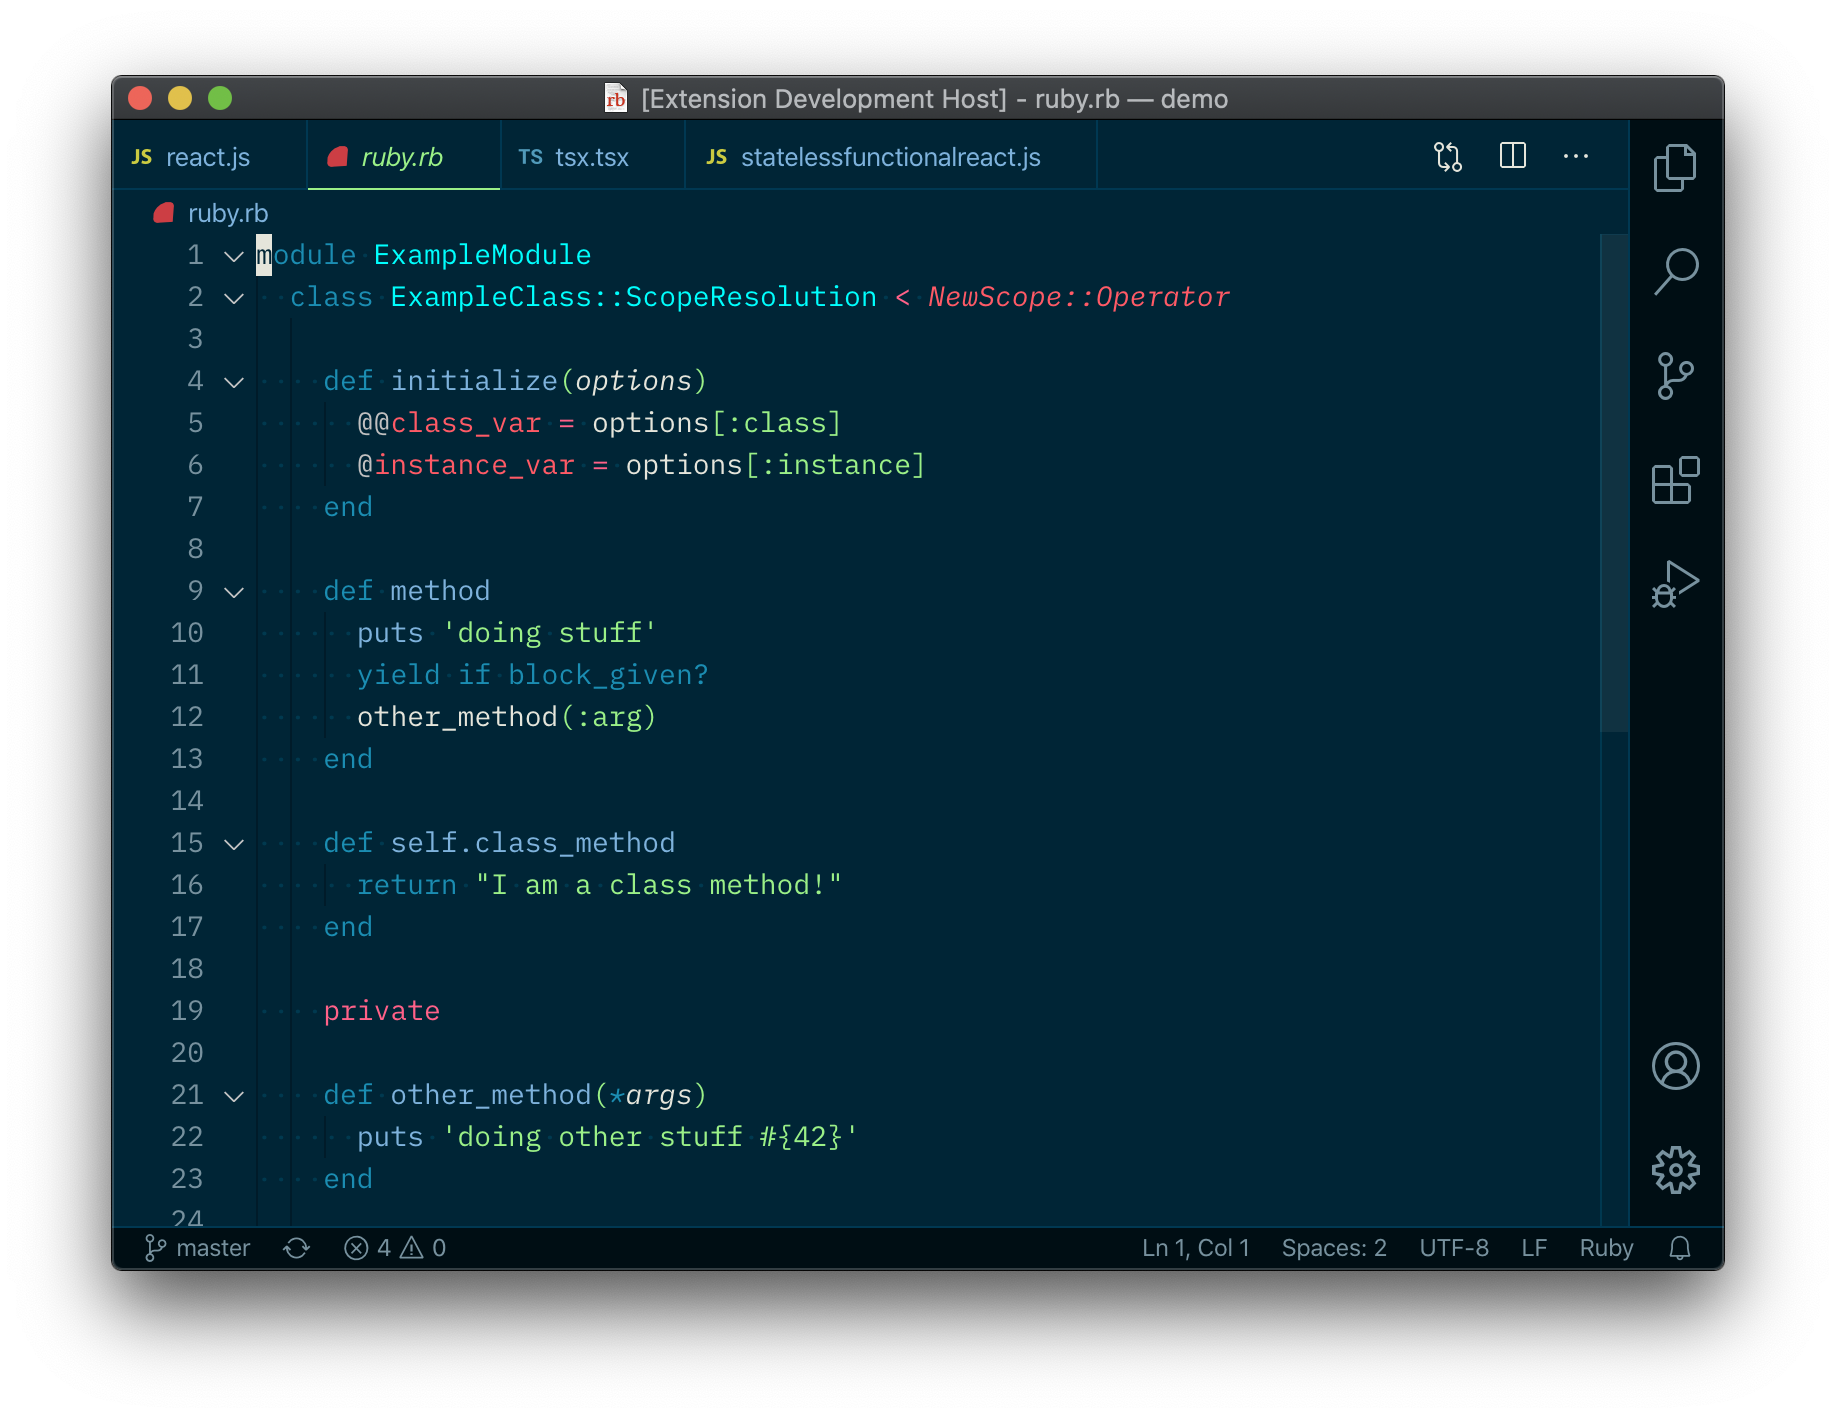 rb [Extension Development Host] - ruby.rb — demo
JS react.js ruby.rb TS tsx.tsx JS statelessfunctionalreact.js
ruby.rb
1 module ExampleModule
2 class ExampleClass::ScopeResolution < NewScope::Operator
3
4 def initialize(options)
5 @@class_var = options[:class]
6 @instance_var = options[:instance]
7 end
8
9 def method
10 puts 'doing stuff'
11 yield if block_given?
12 other_method(:arg)
13 end
14
15 def self.class_method
16 return "I am a class method!"
17 end
18
19 private
20
21 def other_method(*args)
22 puts 'doing other stuff #{42}'
23 end
24
master 4 0 Ln 1, Col 1 Spaces: 2 UTF-8 LF Ruby